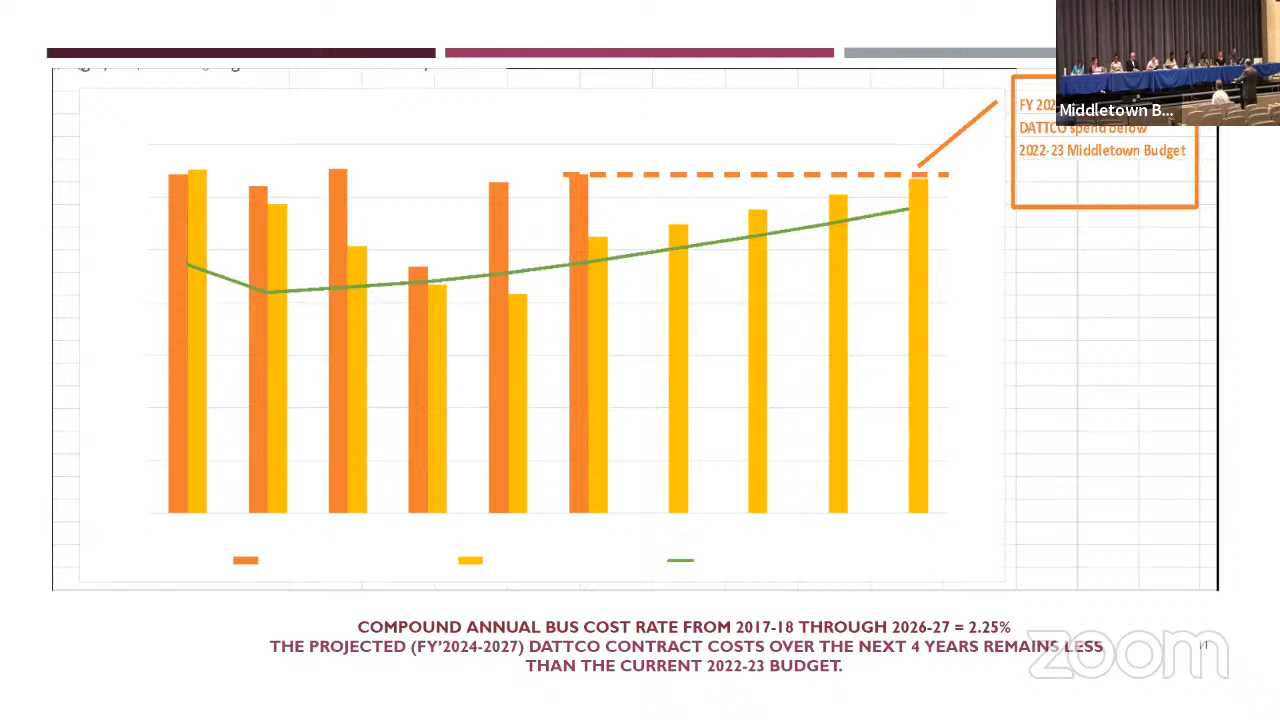 Middletown B...
FY 202
DATTCO spend below
2022-23 Middletown Budget
COMPOUND ANNUAL BUS COST RATE FROM 2017-18 THROUGH 2026-27 = 2.25%
THE PROJECTED (FY'2024-2027) DATTCO CONTRACT COSTS OVER THE NEXT 4 YEARS REMAINS LESS
THAN THE CURRENT 2022-23 BUDGET.
zoom